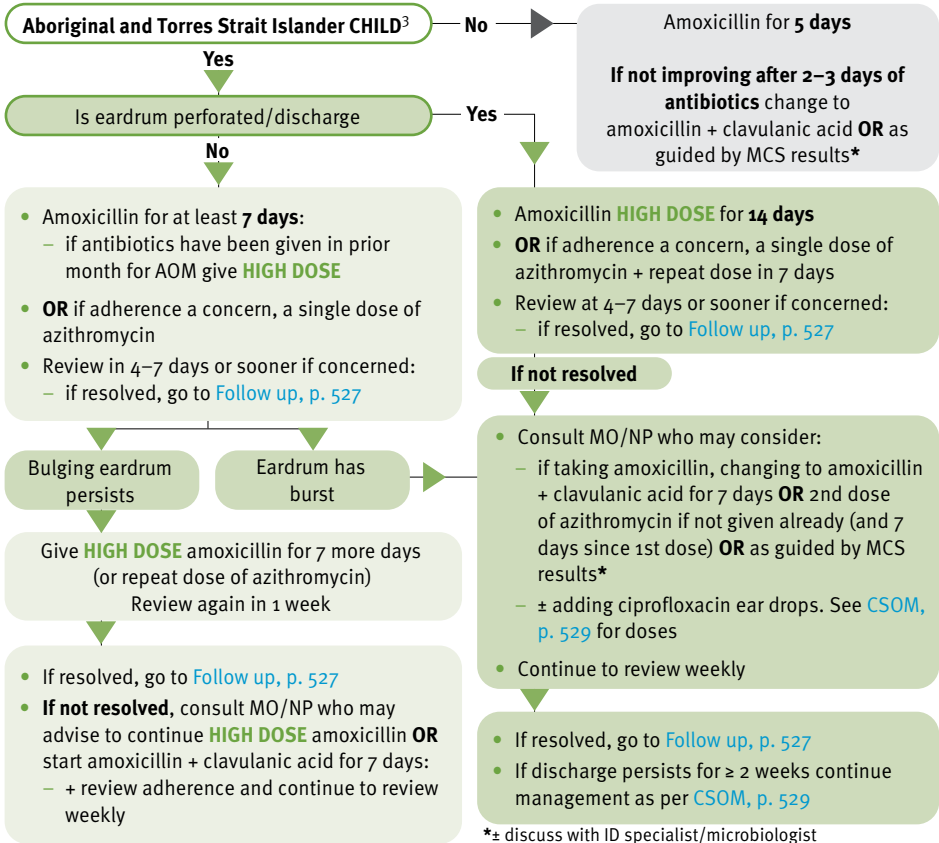 Aboriginal and Torres Strait Islander CHILD³
No
Amoxicillin for 5 days
If not improving after 2–3 days of
antibiotics change to
amoxicillin + clavulanic acid OR as
guided by MCS results*
Yes
Is eardrum perforated/discharge
Yes
No
• Amoxicillin for at least 7 days:
– if antibiotics have been given in prior
month for AOM give HIGH DOSE
• OR if adherence a concern, a single dose of
azithromycin
• Review in 4–7 days or sooner if concerned:
– if resolved, go to Follow up, p. 527
• Amoxicillin HIGH DOSE for 14 days
• OR if adherence a concern, a single dose of
azithromycin + repeat dose in 7 days
• Review at 4–7 days or sooner if concerned:
– if resolved, go to Follow up, p. 527
If not resolved
Bulging eardrum
persists
Eardrum has
burst
• Consult MO/NP who may consider:
– if taking amoxicillin, changing to amoxicillin
+ clavulanic acid for 7 days OR 2nd dose
of azithromycin if not given already (and 7
days since 1st dose) OR as guided by MCS
results*
– ± adding ciprofloxacin ear drops. See CSOM,
p. 529 for doses
• Continue to review weekly
Give HIGH DOSE amoxicillin for 7 more days
(or repeat dose of azithromycin)
Review again in 1 week
• If resolved, go to Follow up, p. 527
• If not resolved, consult MO/NP who may
advise to continue HIGH DOSE amoxicillin OR
start amoxicillin + clavulanic acid for 7 days:
– + review adherence and continue to review
weekly
• If resolved, go to Follow up, p. 527
• If discharge persists for ≥ 2 weeks continue
management as per CSOM, p. 529
*± discuss with ID specialist/microbiologist